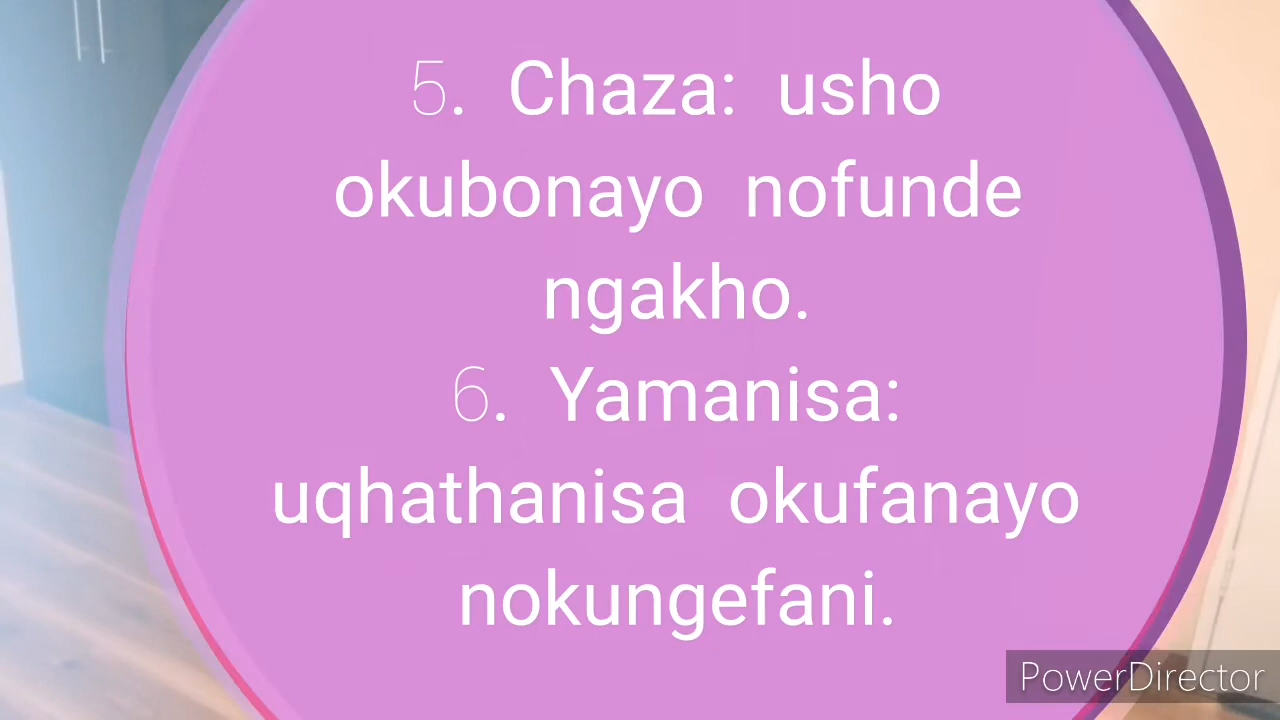 5. Chaza: usho
okubonayo nofunde
ngakho.
6. Yamanisa:
uqhathanisa okufanayo
nokungefani.
PowerDirector